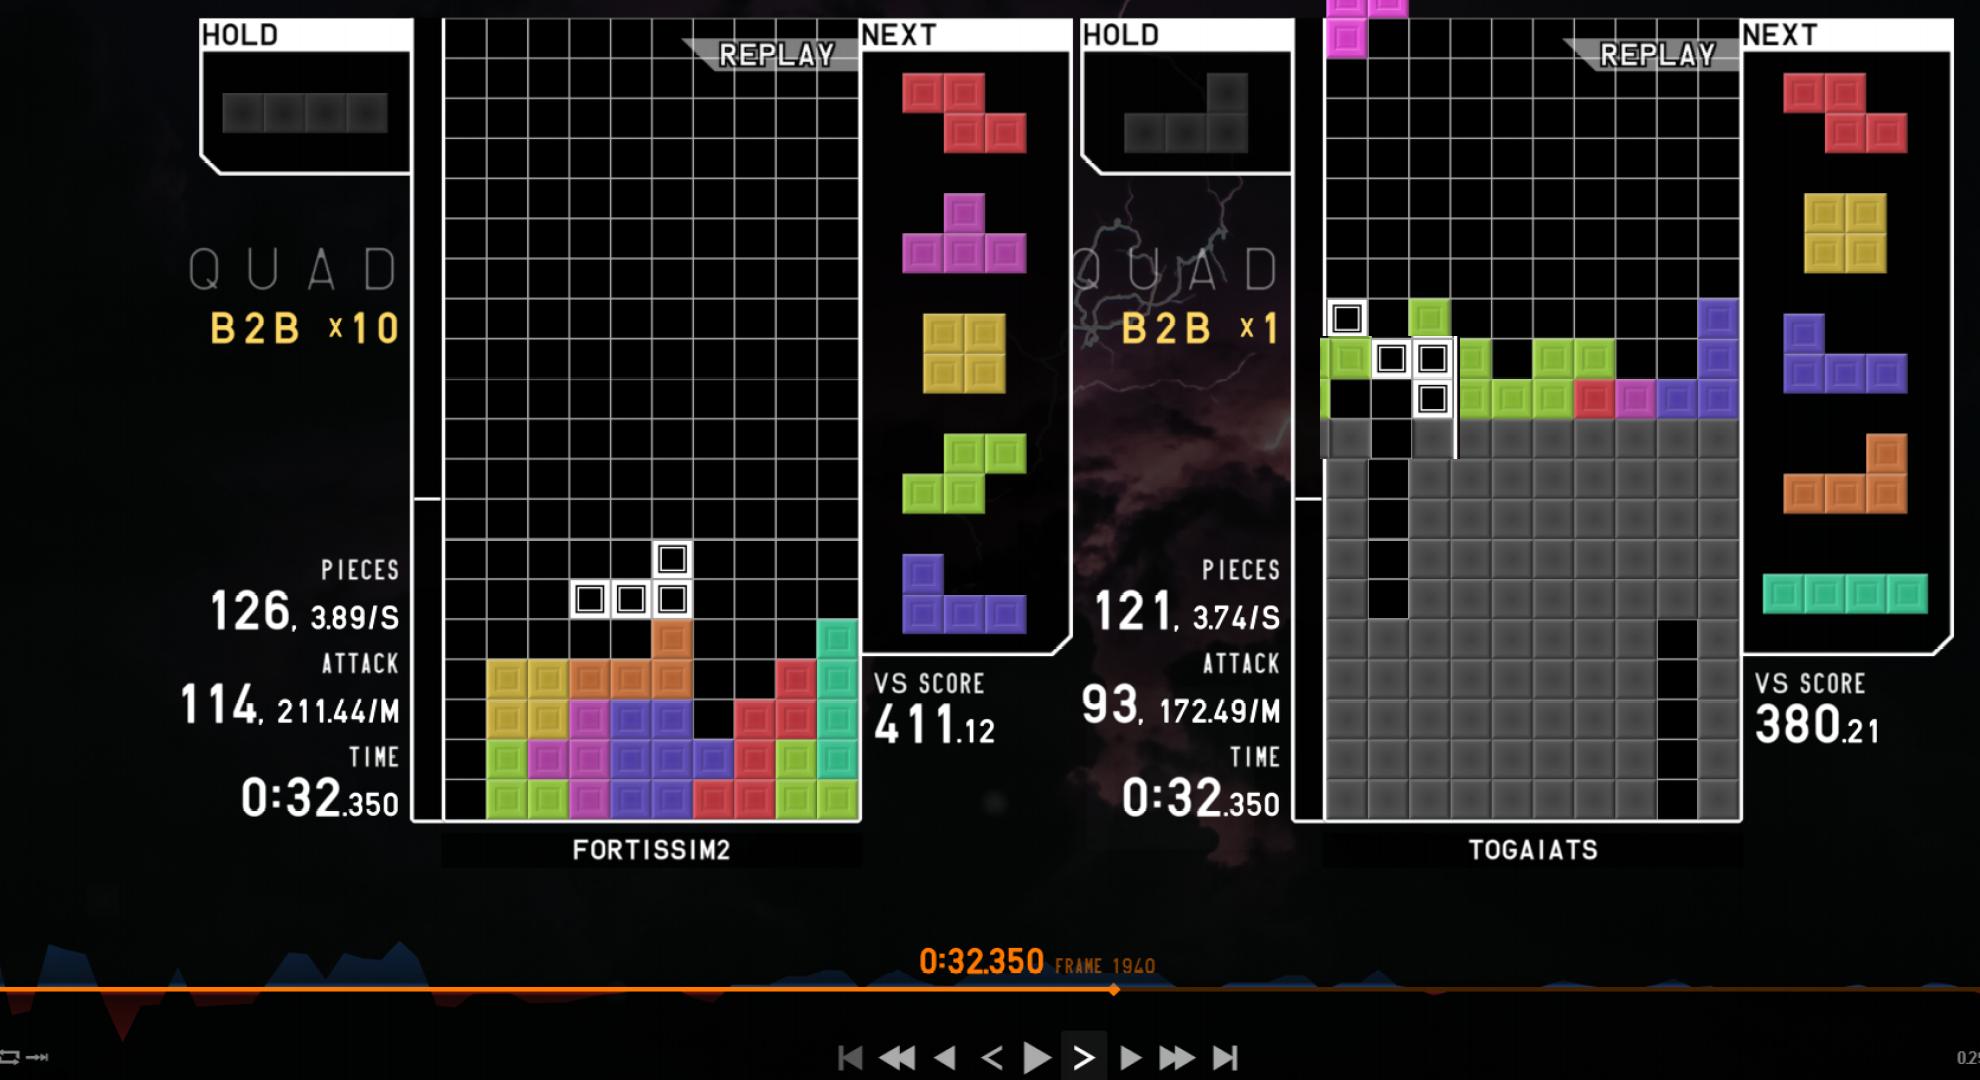 HOLD
REPLAY
NEXT
QUAD
B2B ×10
PIECES
126, 3.89/S
ATTACK
114, 211.44/M
TIME
0:32.350
VS SCORE
411.12
FORTISSIM2
HOLD
REPLAY
NEXT
QUAD
B2B ×1
PIECES
121, 3.74/S
ATTACK
93, 172.49/M
TIME
0:32.350
VS SCORE
380.21
TOGAIATS
0:32.350 FRAME 1940